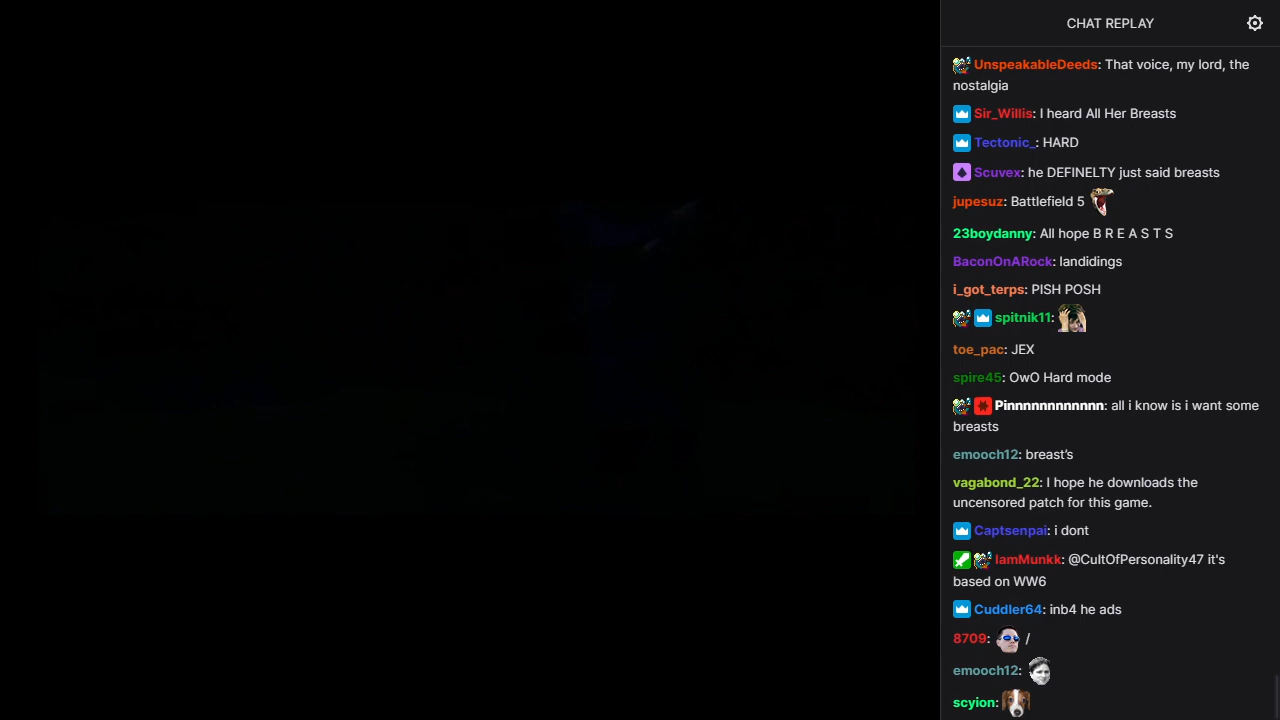 CHAT REPLAY
UnspeakableDeeds: That voice, my lord, the
nostalgia
Sir_Willis: I heard All Her Breasts
Tectonic_: HARD
Scuvex: he DEFINELTY just said breasts
jupesuz: Battlefield 5
23boydanny: All hope B R E A S T S
BaconOnARock: landidings
i_got_terps: PISH POSH
spitnik11:
toe_pac: JEX
spire45: OwO Hard mode
Pinnnnnnnnnnnn: all i know is i want some
breasts
emooch12: breast's
vagabond_22: I hope he downloads the
uncensored patch for this game.
Captsenpai: i dont
IamMunkk: @CultOfPersonality47 it's
based on WW6
Cuddler64: inb4 he ads
8709: /
emooch12:
scyion: